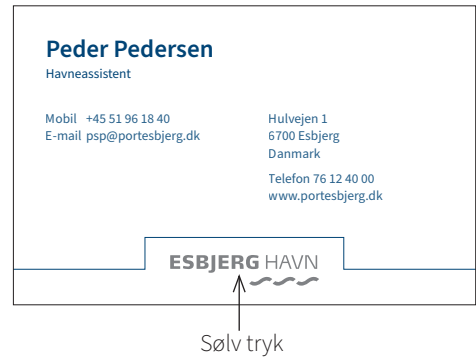 Peder Pedersen
Havneassistent
Mobil +45 51 96 18 40
E-mail psp@portesbjerg.dk
Hulvejen 1
6700 Esbjerg
Danmark
Telefon 76 12 40 00
www.portesbjerg.dk
ESBJERG HAVN
Sølv tryk